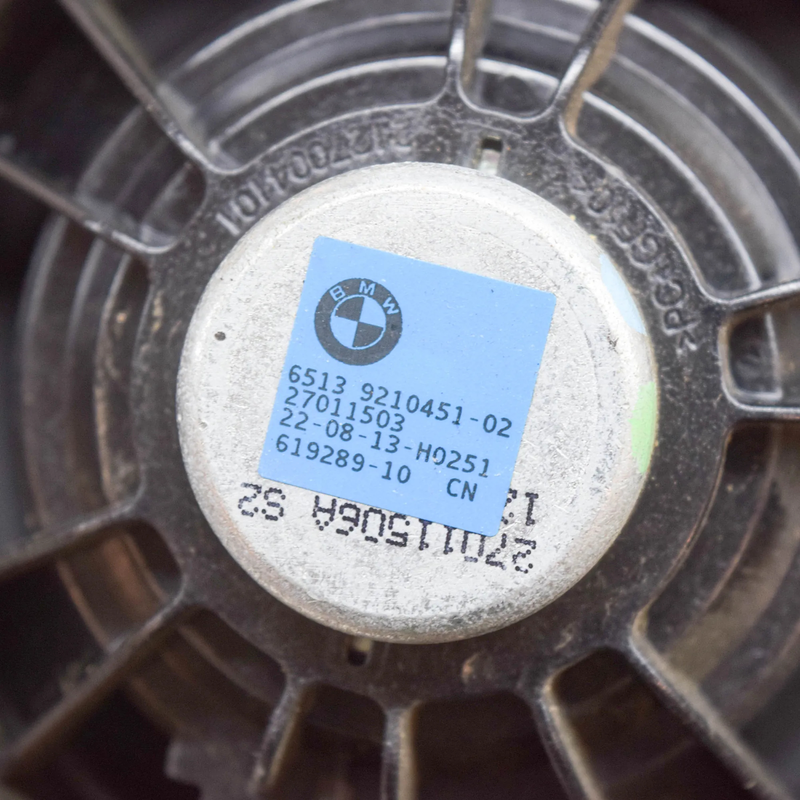 BMW
6513 9210451-02
27011503
22-08-13-H0251
619289-10 CN
27011506A S2